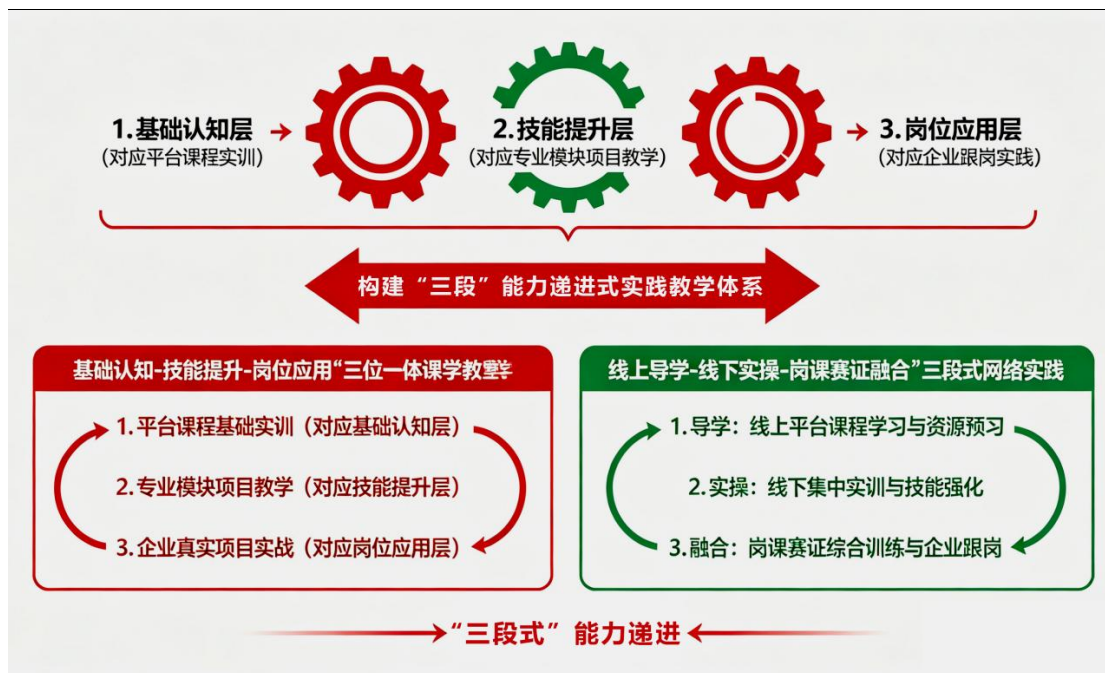 1.基础认知层
(对应平台课程实训)
2.技能提升层
(对应专业模块项目教学)
3.岗位应用层
(对应企业跟岗实践)
构建“三段”能力递进式实践教学体系
基础认知-技能提升-岗位应用“三位一体课学教
1.平台课程基础实训（对应基础认知层）
2.专业模块项目教学（对应技能提升层）
3.企业真实项目实战（对应岗位应用层）
线上导学-线下实操-岗课赛证融合”三段式网络实践
1.导学：线上平台课程学习与资源预习
2.实操：线下集中实训与技能强化
3.融合：岗课赛证综合训练与企业跟岗
“三段式”能力递进